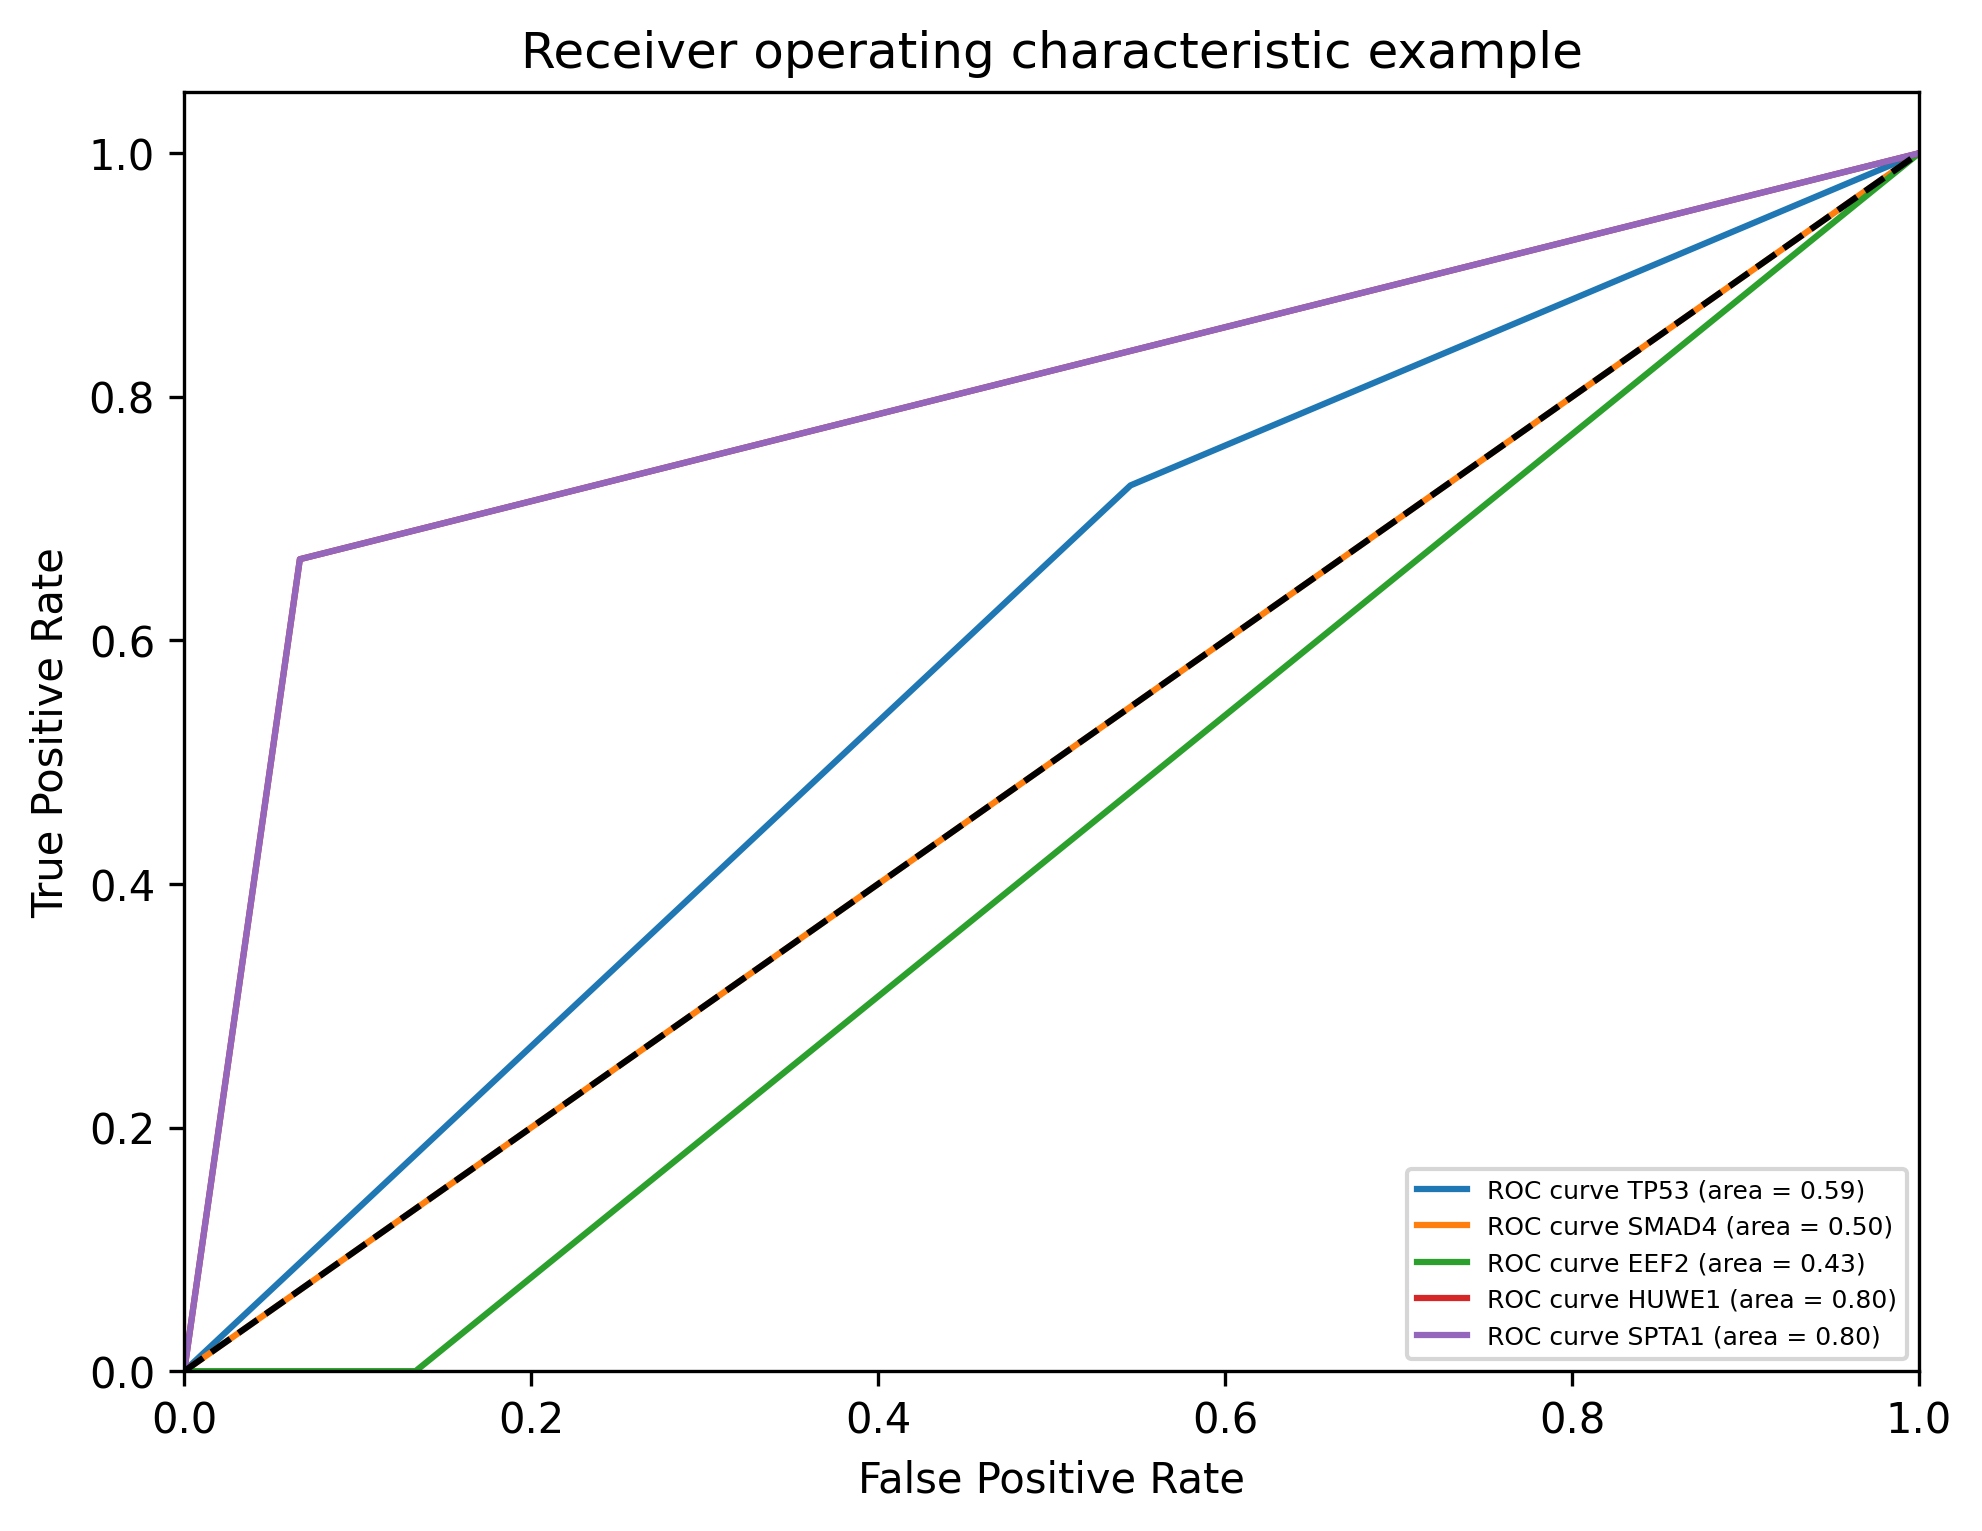 Receiver operating characteristic example
1.0
0.8
0.6
0.4
0.2
0.0
True Positive Rate
0.0 0.2 0.4 0.6 0.8 1.0
False Positive Rate
ROC curve TP53 (area = 0.59)
ROC curve SMAD4 (area = 0.50)
ROC curve EEF2 (area = 0.43)
ROC curve HUWE1 (area = 0.80)
ROC curve SPTA1 (area = 0.80)